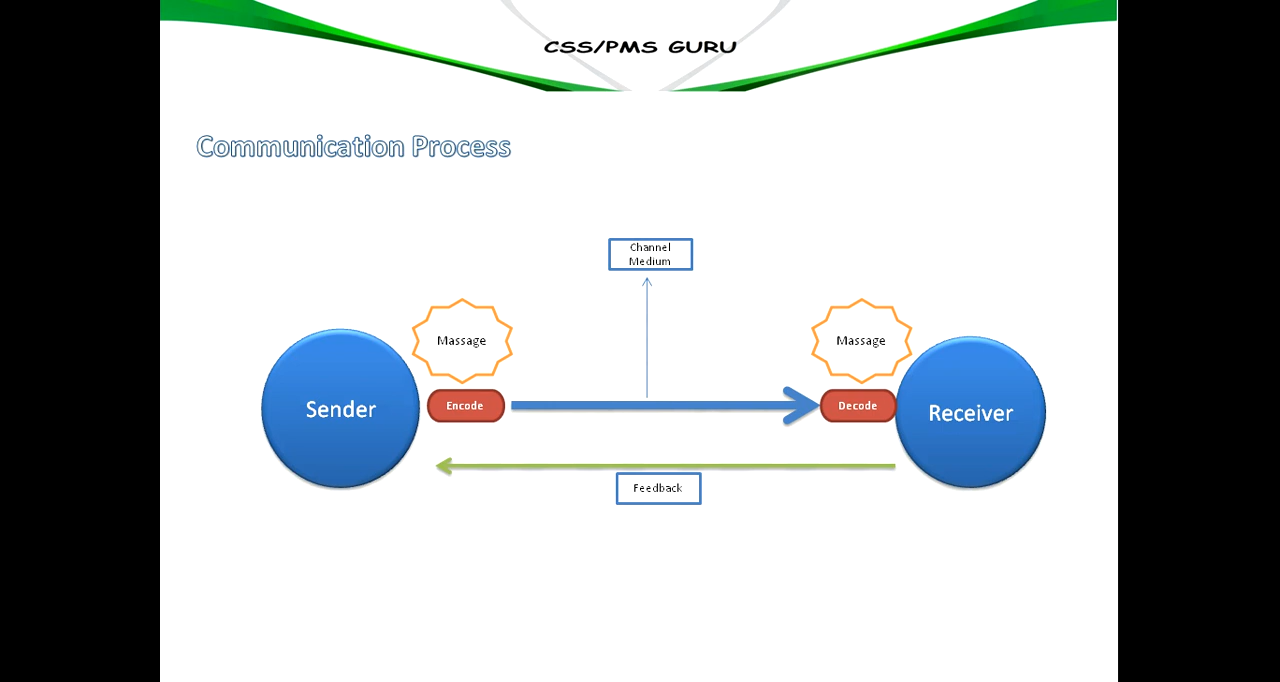 CSS/PMS GURU
Communication Process
Channel
Medium
Massage
Massage
Sender
Encode
Decode
Receiver
Feedback